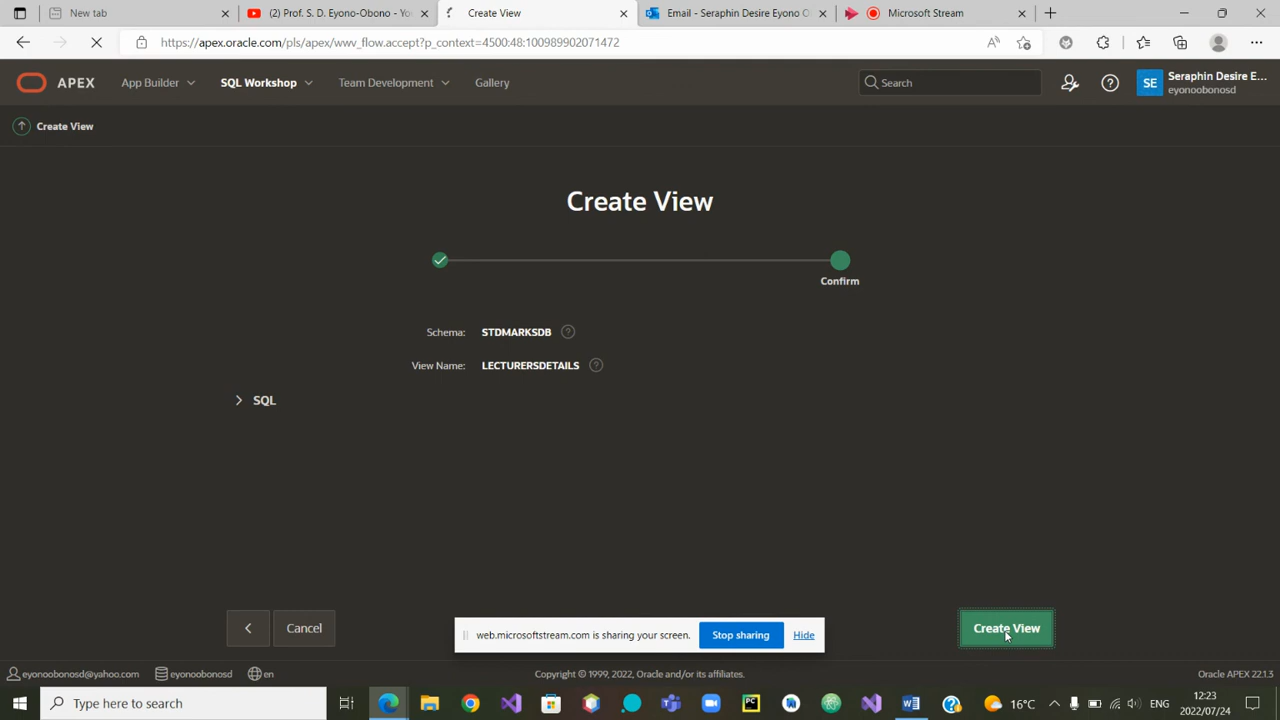 New tab
(2) Prof. S. D. Eyono-Obono - Yo
Create View
Email - Seraphin Desire Eyono O
Microsoft Stream
https://apex.oracle.com/pls/apex/wwv_flow.accept?p_context=4500:48:100989902071472
APEX
App Builder
SQL Workshop
Team Development
Gallery
Search
SE
Seraphin Desire E...
eyonoobonosd
Create View
Create View
Confirm
Schema: STDMARKSDB
View Name: LECTURERSDETAILS
SQL
Cancel
Create View
web.microsoftstream.com is sharing your screen.
Stop sharing
Hide
eyonoobonosd@yahoo.com
eyonoobonosd
en
Copyright © 1999, 2022, Oracle and/or its affiliates.
Oracle APEX 22.1.3
Type here to search
16°C
ENG
12:23
2022/07/24